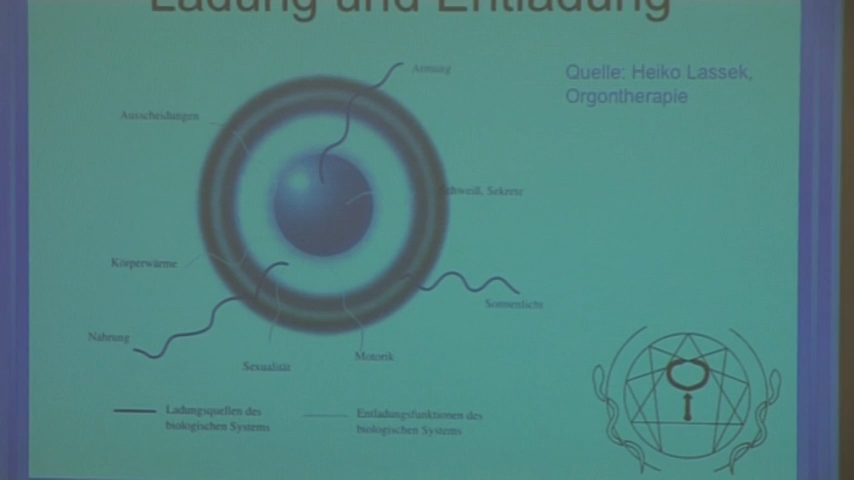 Ladung und Entladung
Quelle: Heiko Lassek,
Orgontherapie
Atmung
Ausscheidungen
Schweiß, Sekrete
Körperwärme
Sonnenlicht
Nahrung
Motorik
Sexualität
Ladungsquellen des
biologischen Systems
Entladungsfunktionen des
biologischen Systems